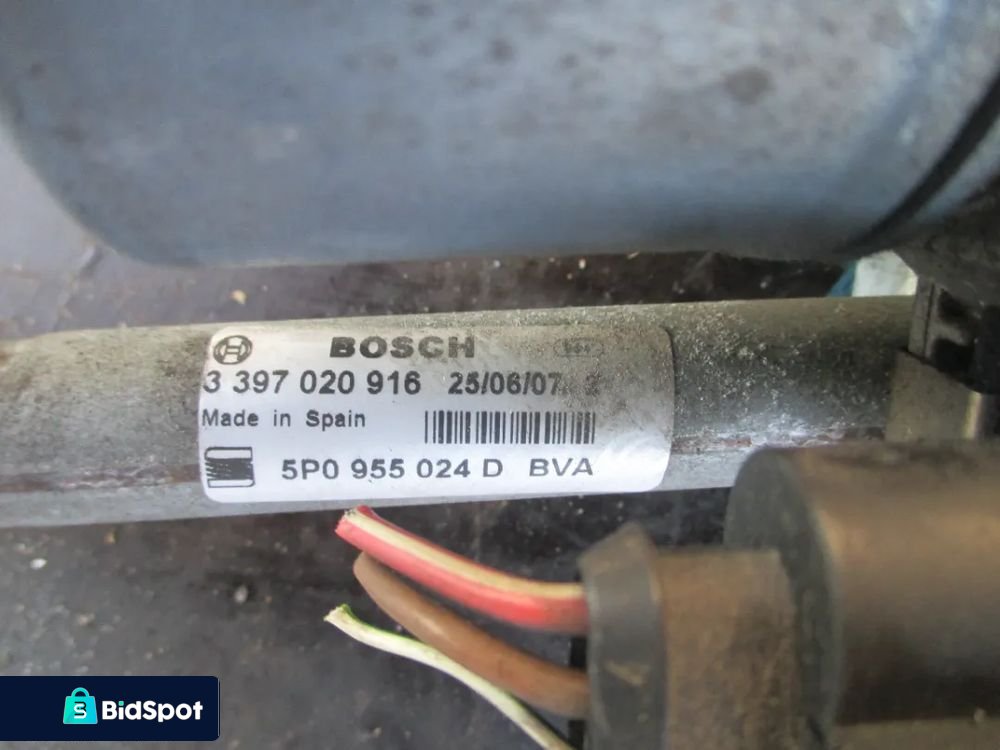 BOSCH
3 397 020 916 25/06/07
Made in Spain
5P0 955 024 D BVA
BidSpot